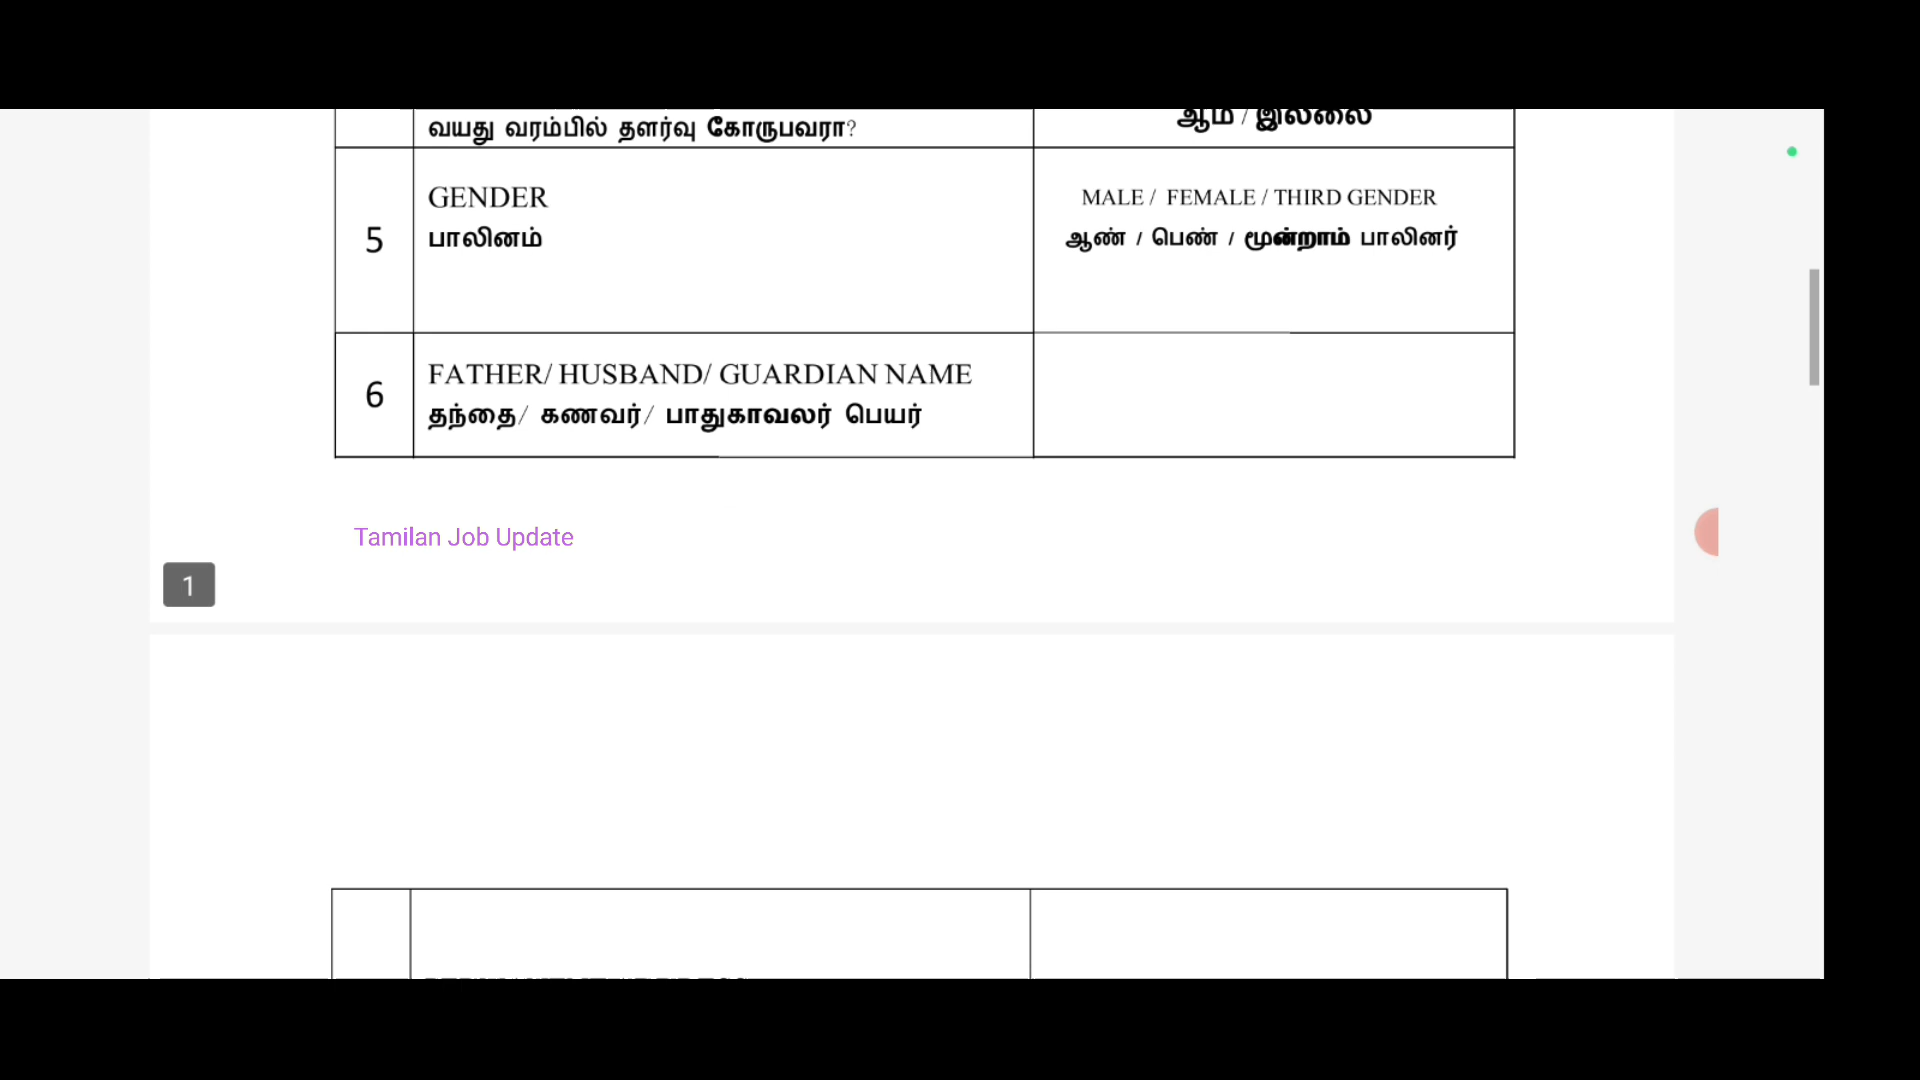 வயது வரம்பில் தளர்வு கோருபவரா?
ஆம் / இல்லை
5
GENDER
பாலினம்
MALE / FEMALE / THIRD GENDER
ஆண் / பெண் / மூன்றாம் பாலினர்
6
FATHER/ HUSBAND/ GUARDIAN NAME
தந்தை/ கணவர்/ பாதுகாவலர் பெயர்
Tamilan Job Update
1